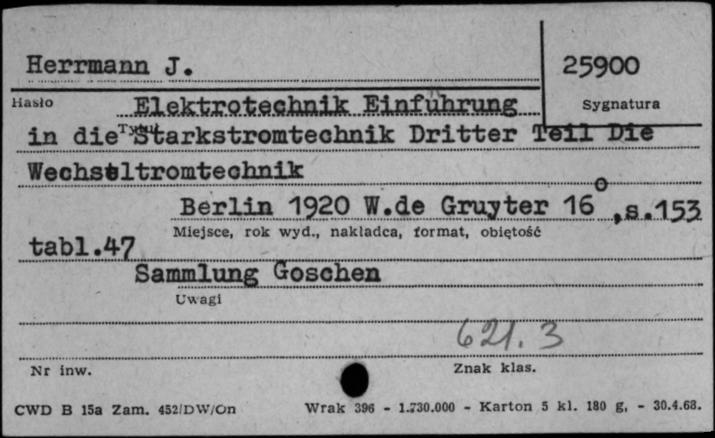 Herrmann J.
25900
Hasło
Elektrotechnik Einführung
Sygnatura
Tytuł
in die Starkstromtechnik Dritter Teil Die
Wechseltromtechnik
Berlin 1920 W.de Gruyter 16⁰,s.153
Miejsce, rok wyd., nakładca, format, objętość
tabl.47
Sammlung Goschen
Uwagi
621.3
Nr inw.
Znak klas.
CWD B 15a Zam. 452/DW/On
Wrak 396 - 1.730.000 - Karton 5 kl. 180 g, - 30.4.68.